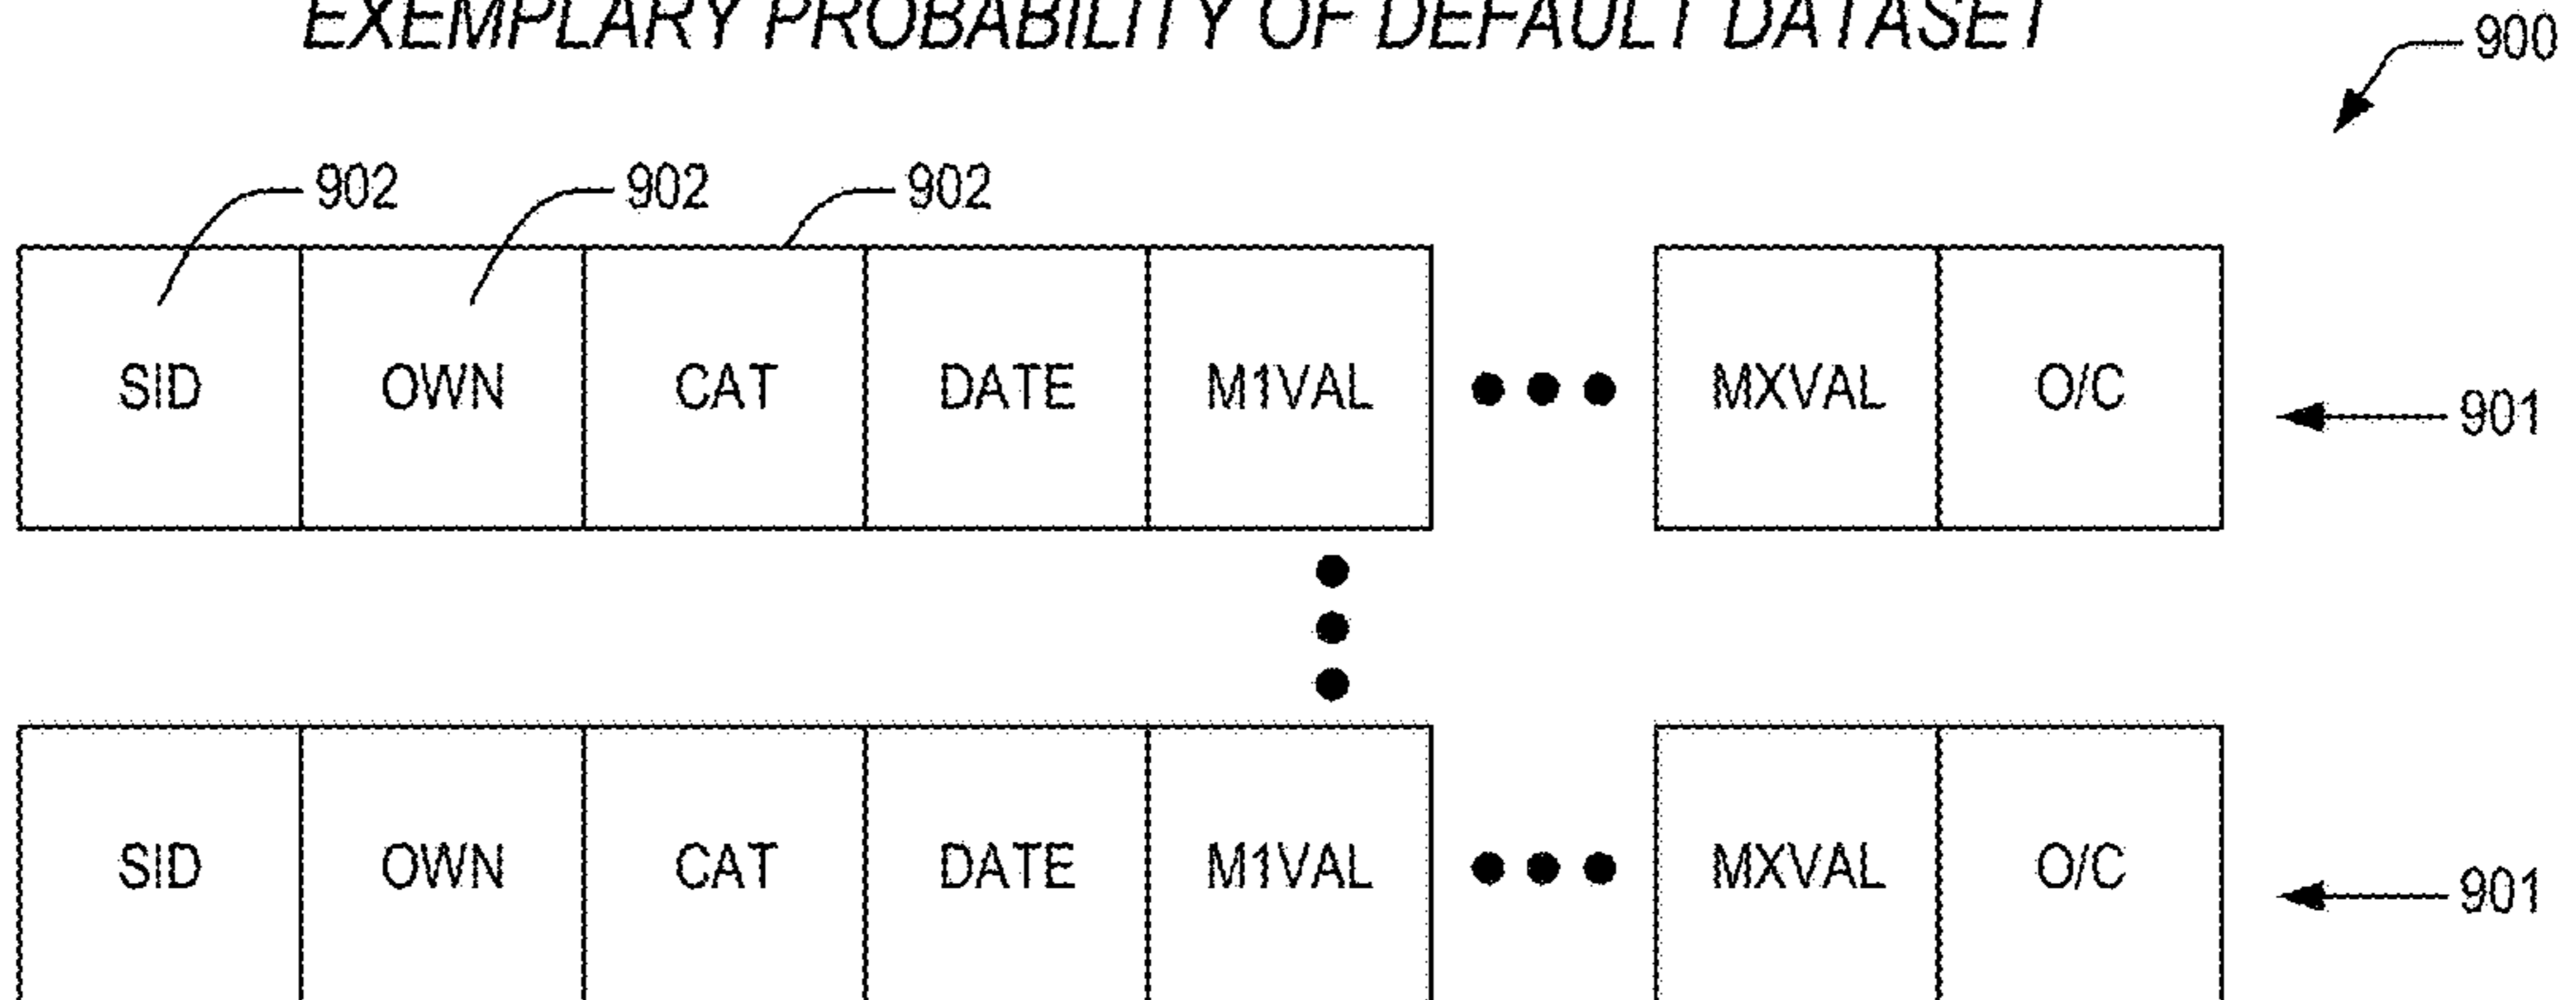 EXEMPLARY PROBABILITY OF DEFAULT DATASET
900
902 902 902
SID OWN CAT DATE M1VAL MXVAL O/C
901
SID OWN CAT DATE M1VAL MXVAL O/C
901